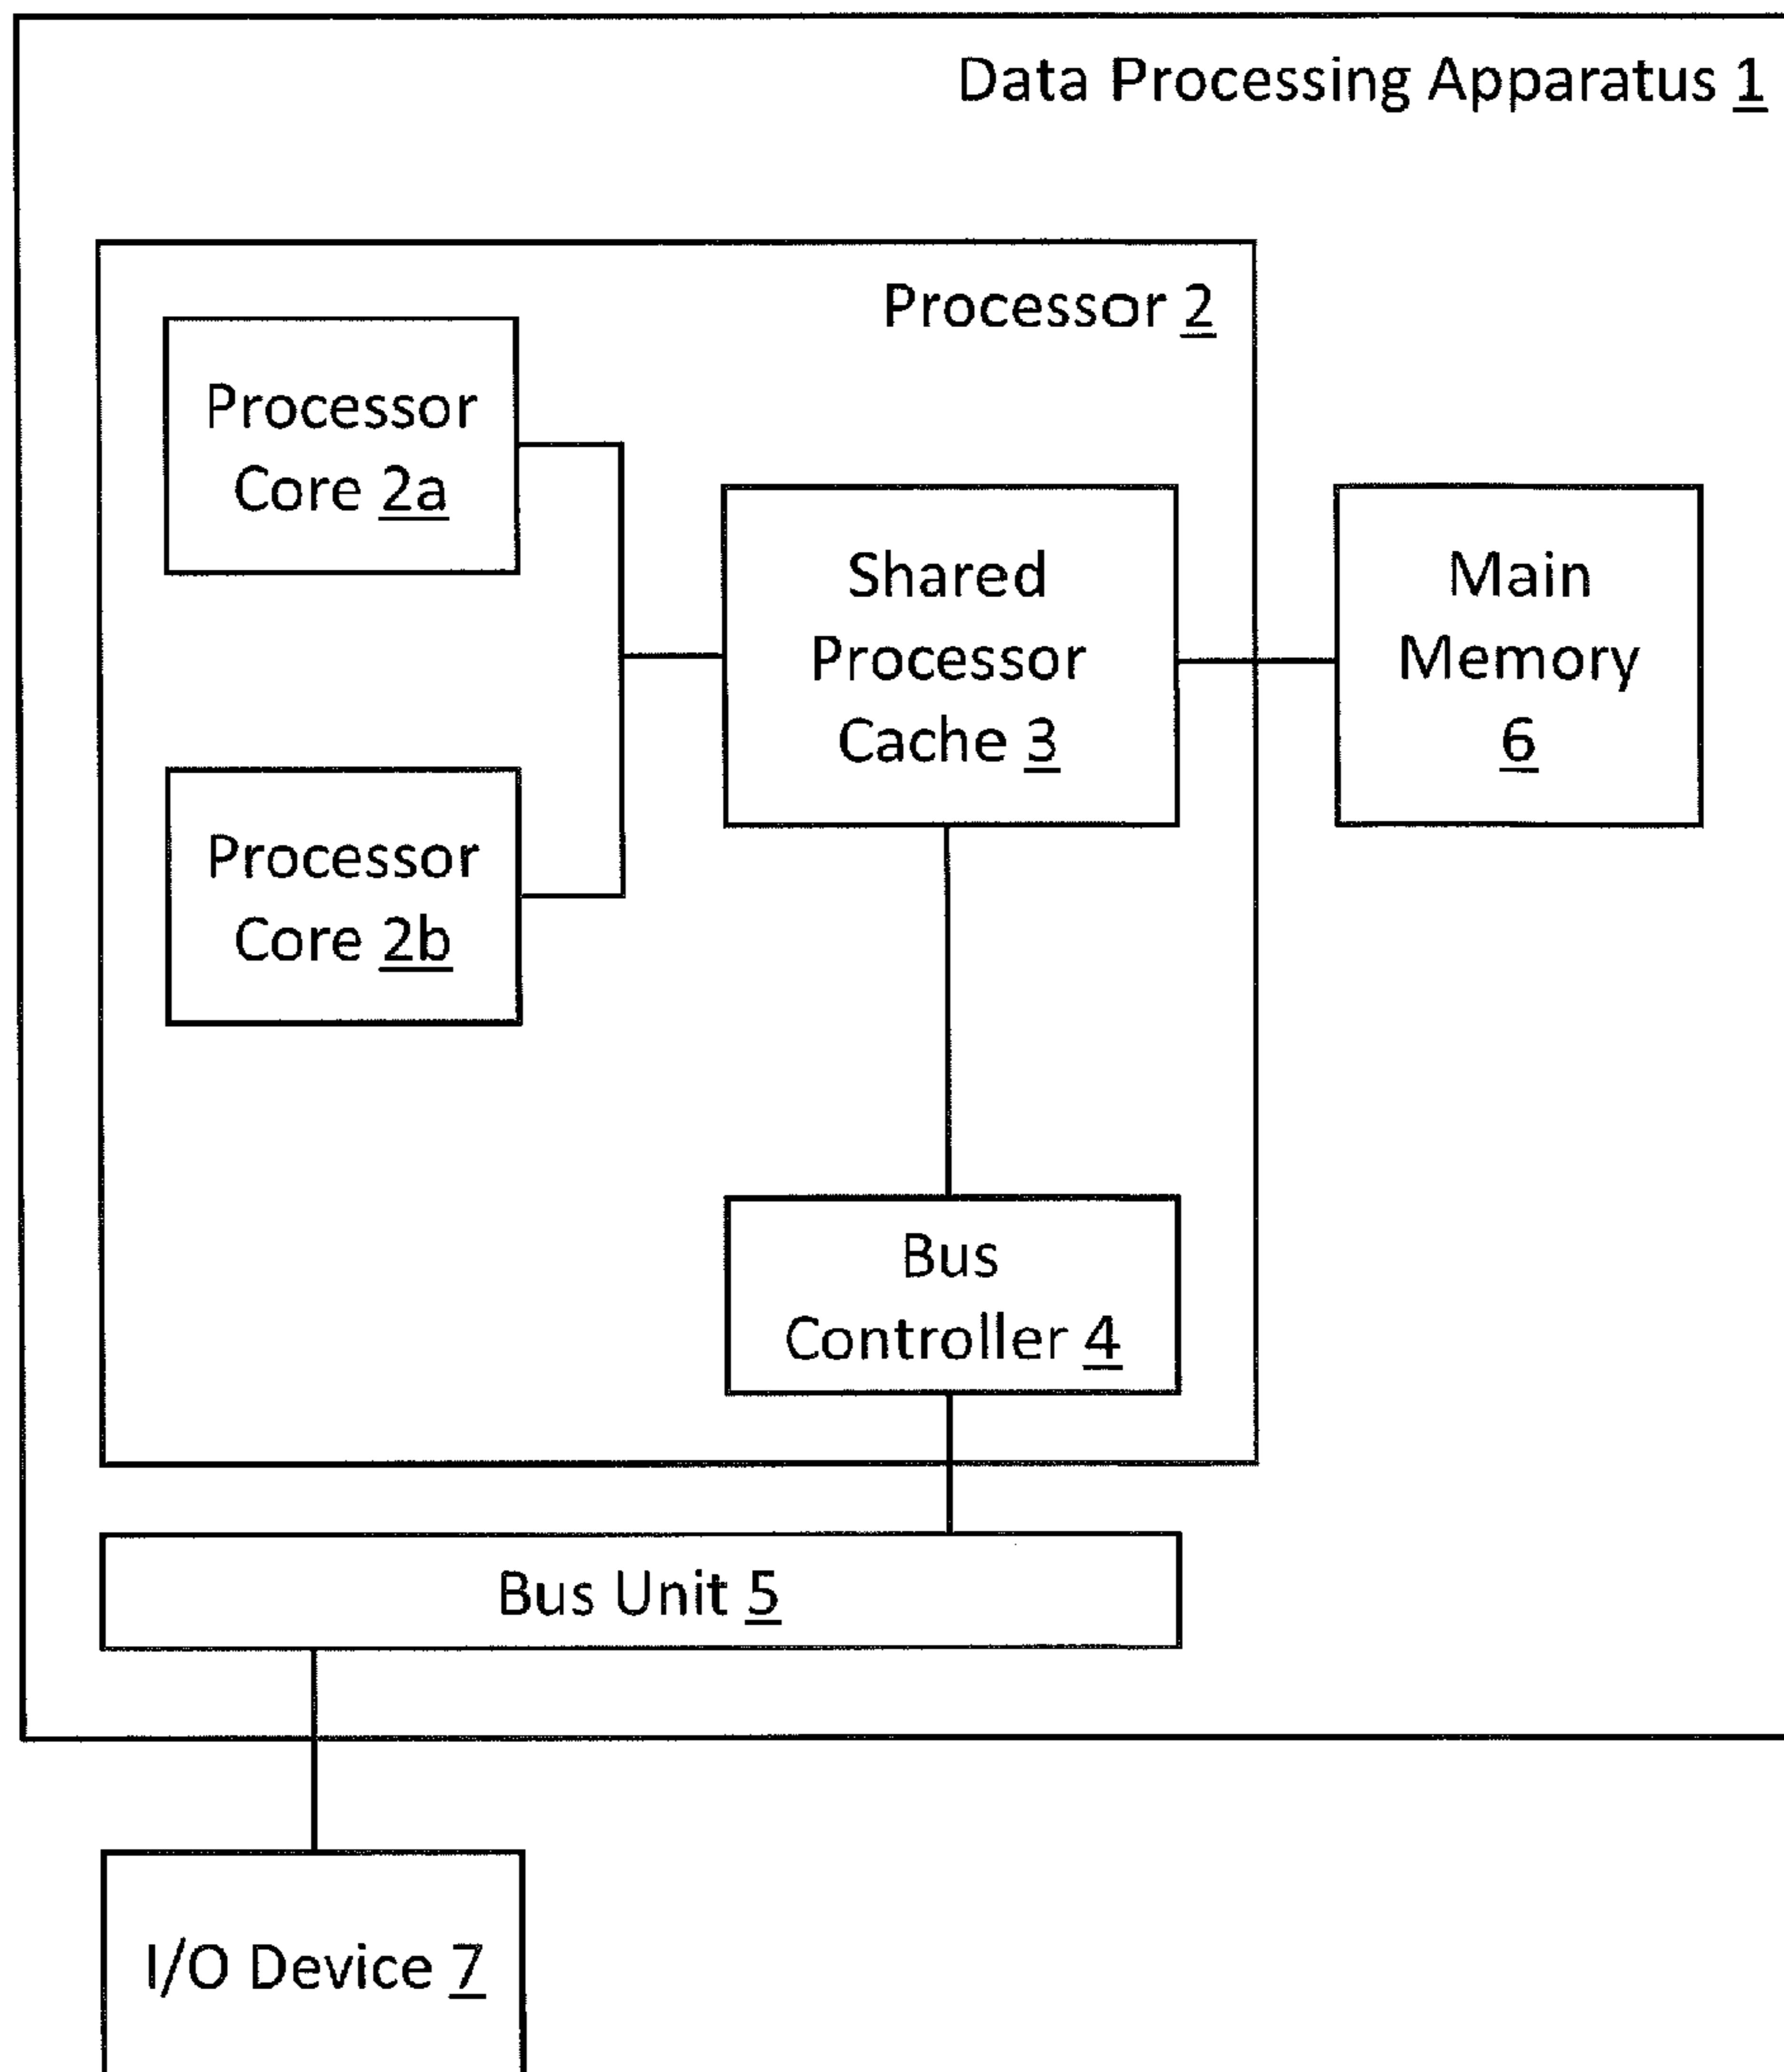 Data Processing Apparatus 1
Processor 2
Processor
Core 2a
Shared
Processor
Cache 3
Main
Memory
6
Processor
Core 2b
Bus
Controller 4
Bus Unit 5
I/O Device 7